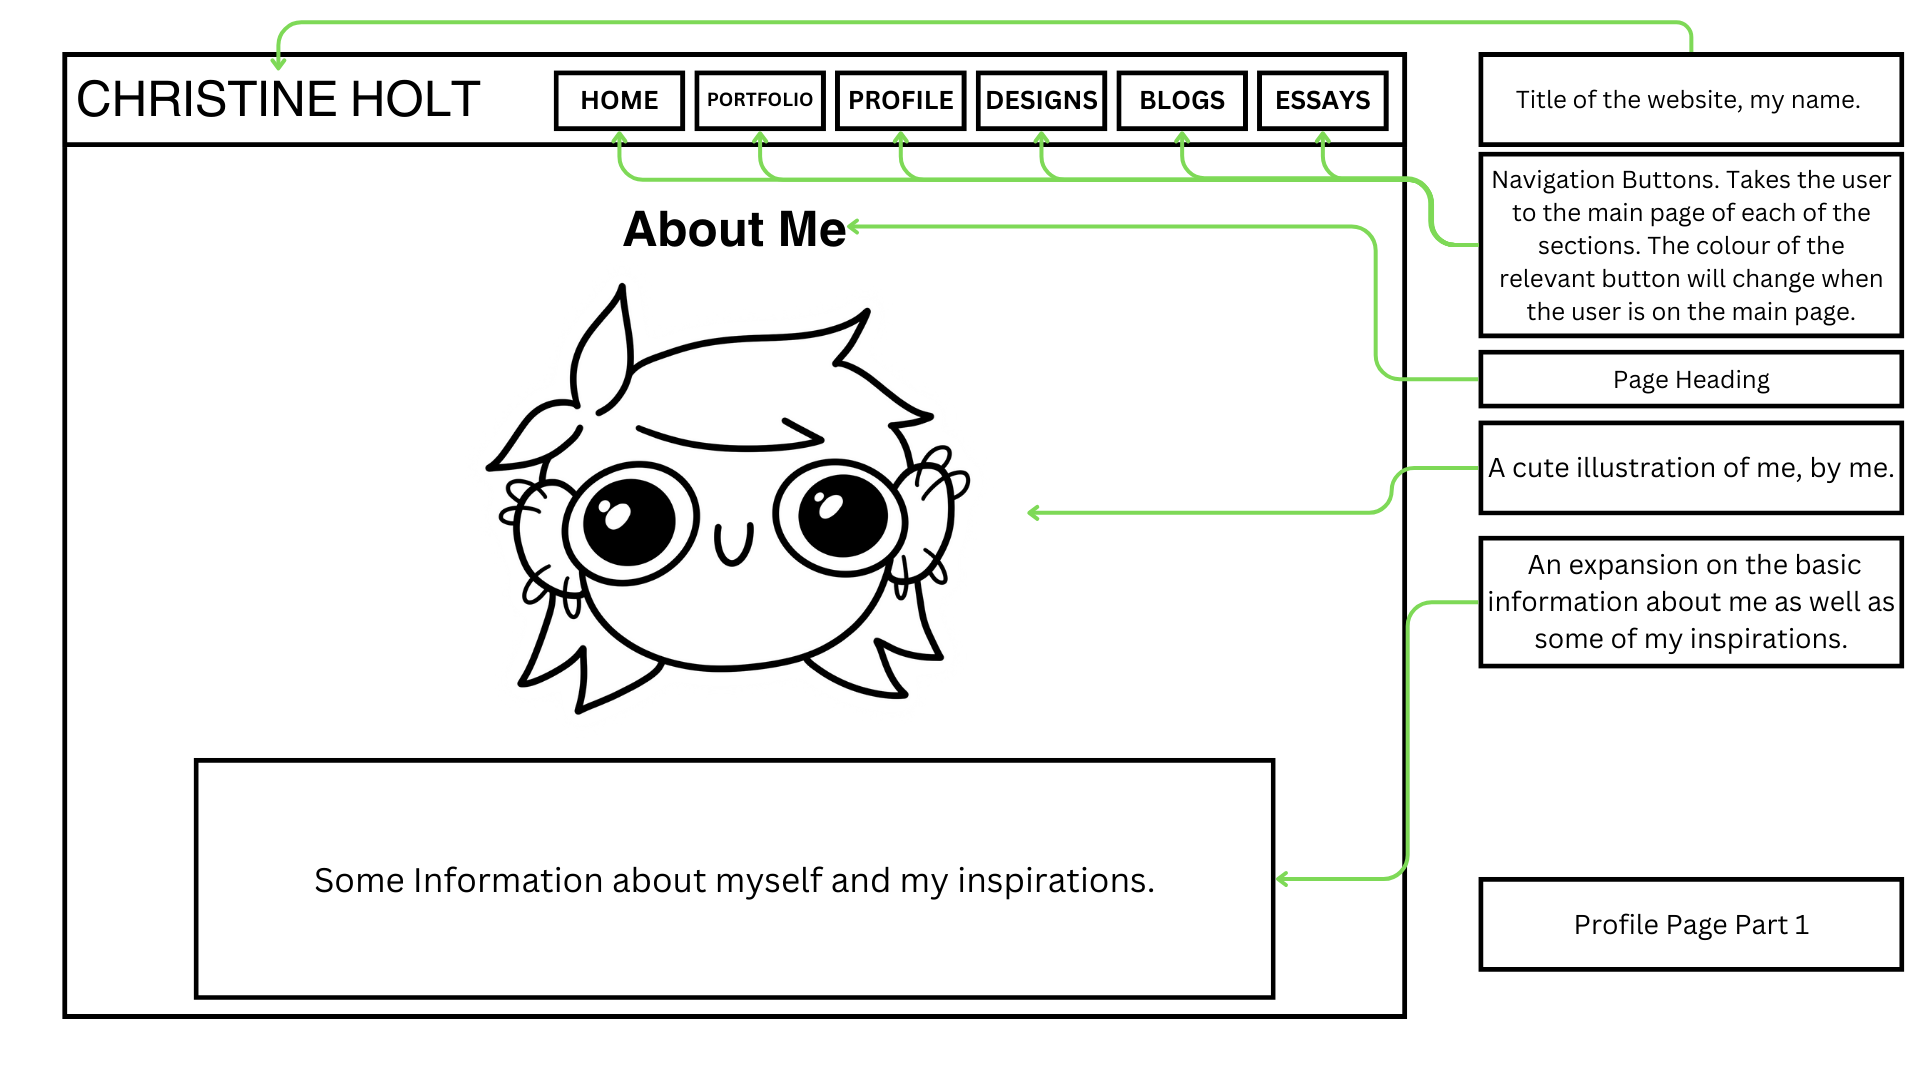 CHRISTINE HOLT
HOME
PORTFOLIO
PROFILE
DESIGNS
BLOGS
ESSAYS
About Me
Some Information about myself and my inspirations.
Title of the website, my name.
Navigation Buttons. Takes the user
to the main page of each of the
sections. The colour of the
relevant button will change when
the user is on the main page.
Page Heading
A cute illustration of me, by me.
An expansion on the basic
information about me as well as
some of my inspirations.
Profile Page Part 1